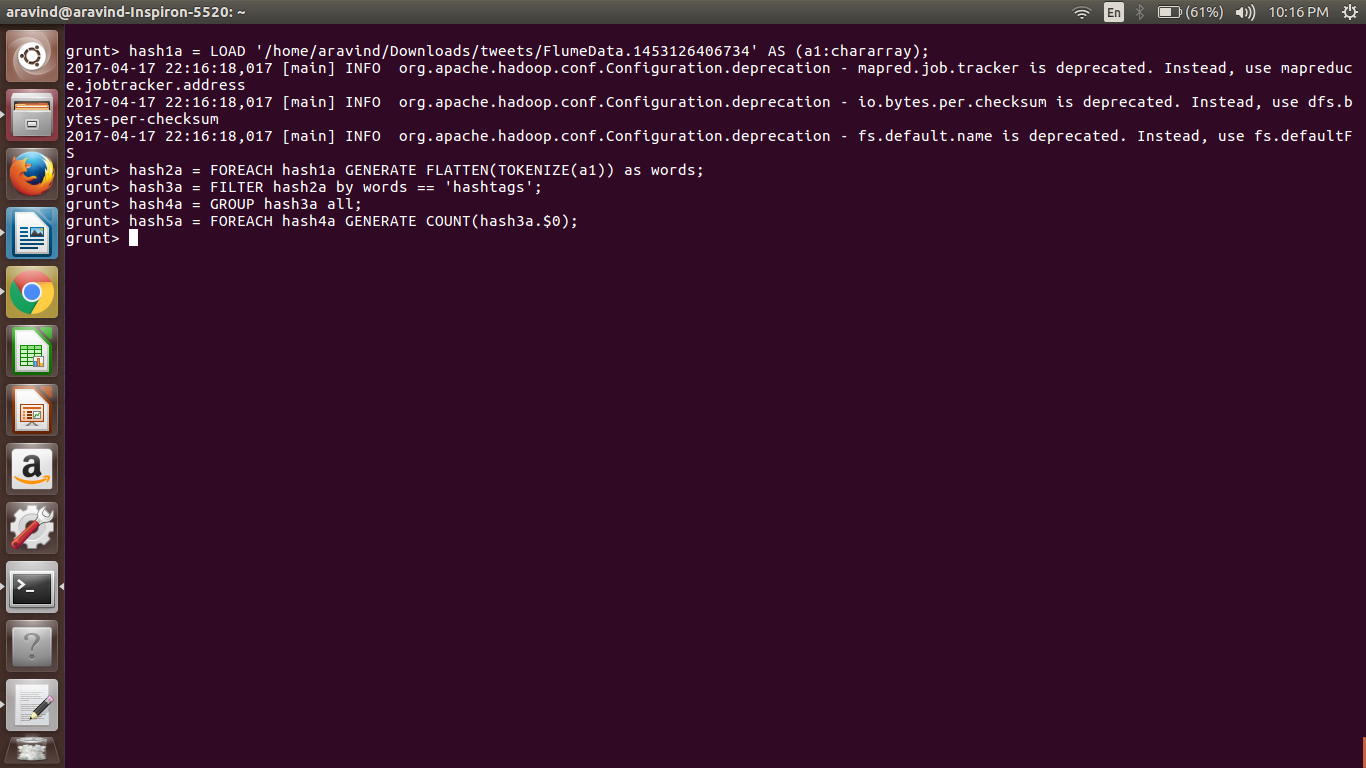 aravind@aravind-Inspiron-5520: ~
En
(61%)
10:16 PM
grunt> hash1a = LOAD '/home/aravind/Downloads/tweets/FlumeData.1453126406734' AS (a1:chararray);
2017-04-17 22:16:18,017 [main] INFO  org.apache.hadoop.conf.Configuration.deprecation - mapred.job.tracker is deprecated. Instead, use mapreduc
e.jobtracker.address
2017-04-17 22:16:18,017 [main] INFO  org.apache.hadoop.conf.Configuration.deprecation - io.bytes.per.checksum is deprecated. Instead, use dfs.b
ytes-per-checksum
2017-04-17 22:16:18,017 [main] INFO  org.apache.hadoop.conf.Configuration.deprecation - fs.default.name is deprecated. Instead, use fs.defaultF
S
grunt> hash2a = FOREACH hash1a GENERATE FLATTEN(TOKENIZE(a1)) as words;
grunt> hash3a = FILTER hash2a by words == 'hashtags';
grunt> hash4a = GROUP hash3a all;
grunt> hash5a = FOREACH hash4a GENERATE COUNT(hash3a.$0);
grunt>
a
>_
?